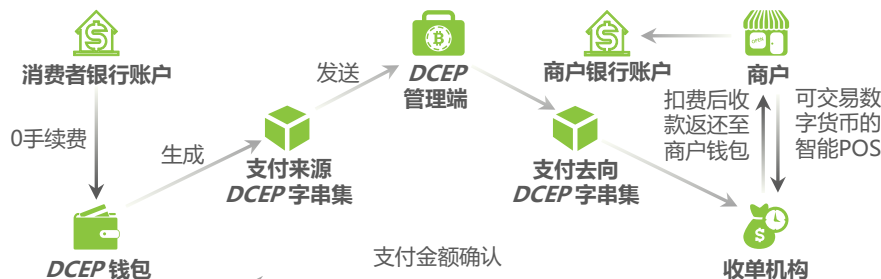 消费者银行账户
0手续费
DCEP 钱包
生成
支付来源
DCEP 字串集
发送
DCEP
管理端
支付去向
DCEP 字串集
商户银行账户
商户
OPEN
扣费后收
款返还至
商户钱包
可交易数
字货币的
智能POS
收单机构
支付金额确认